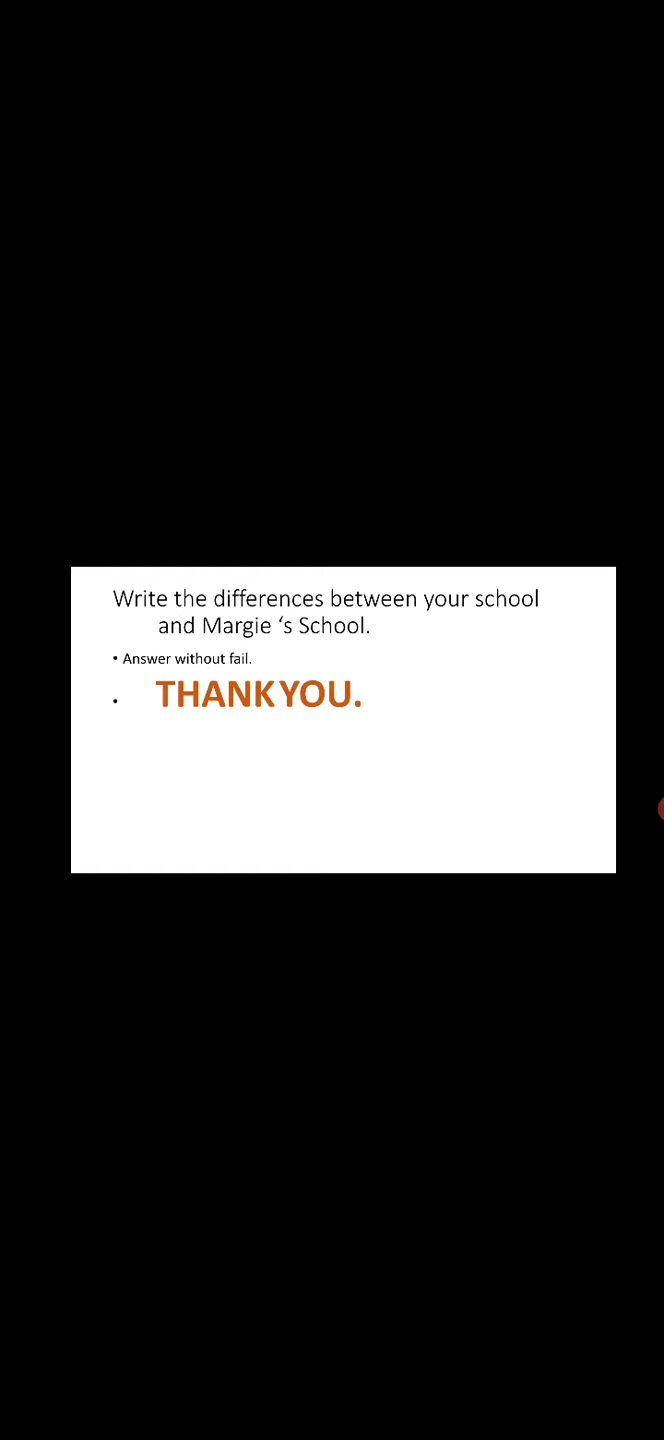 Write the differences between your school
and Margie ‘s School.
• Answer without fail.
• THANK YOU.